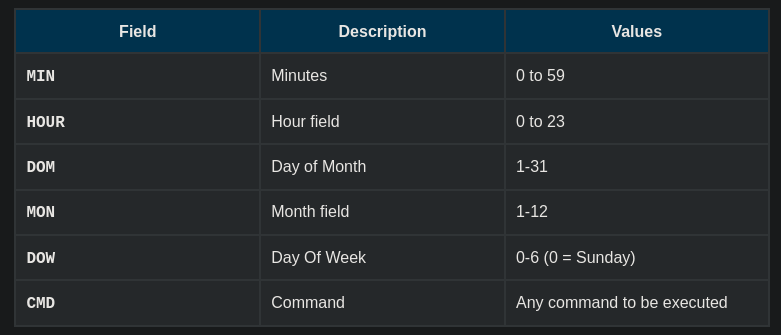 Field Description Values
MIN Minutes 0 to 59
HOUR Hour field 0 to 23
DOM Day of Month 1-31
MON Month field 1-12
DOW Day Of Week 0-6 (0 = Sunday)
CMD Command Any command to be executed